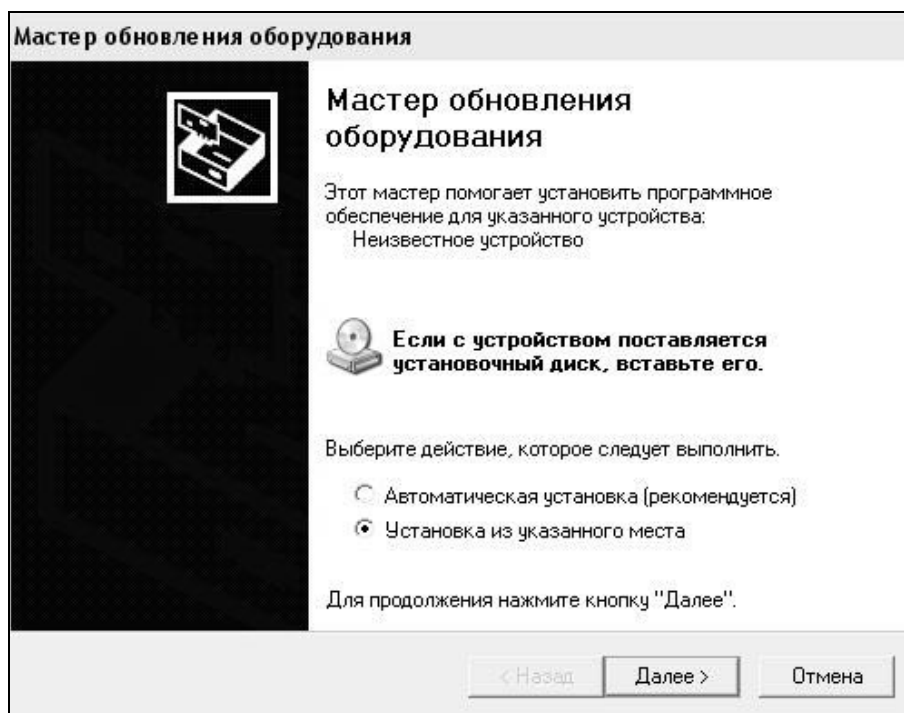 Мастер обновления оборудования
Мастер обновления
оборудования
Этот мастер помогает установить программное
обеспечение для указанного устройства:
Неизвестное устройство
Если с устройством поставляется
установочный диск, вставьте его.
Выберите действие, которое следует выполнить.
Автоматическая установка (рекомендуется)
Установка из указанного места
Для продолжения нажмите кнопку "Далее".
< Назад
Далее >
Отмена